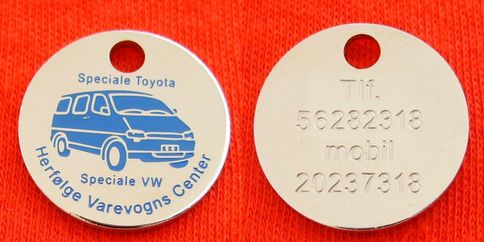 Speciale Toyota
Speciale VW
Herfølge Varevogns Center
Tlf.
56282318
mobil
20237318